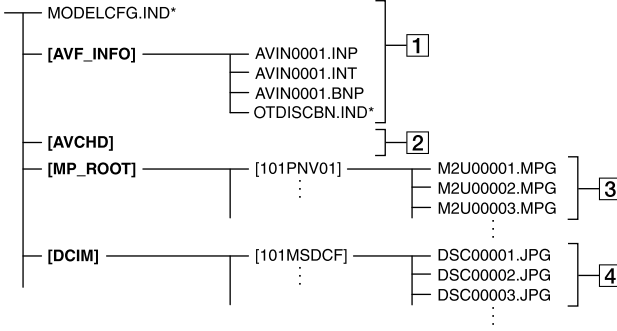 MODELCFG.IND*
[AVF_INFO] AVIN0001.INP
AVIN0001.INT
1
AVIN0001.BNP
OTDISCBN.IND*
[AVCHD] 2
[MP_ROOT] [101PNV01] M2U00001.MPG
M2U00002.MPG 3
M2U00003.MPG
[DCIM] [101MSDCF] DSC00001.JPG
DSC00002.JPG 4
DSC00003.JPG